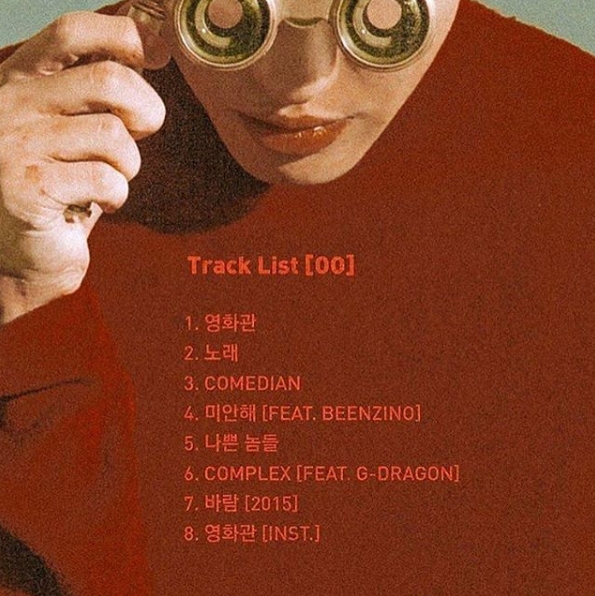 Track List [OO]
1. 영화관
2. 노래
3. COMEDIAN
4. 미안해 [FEAT. BEENZINO]
5. 나쁜 놈들
6. COMPLEX [FEAT. G-DRAGON]
7. 바람 [2015]
8. 영화관 [INST.]